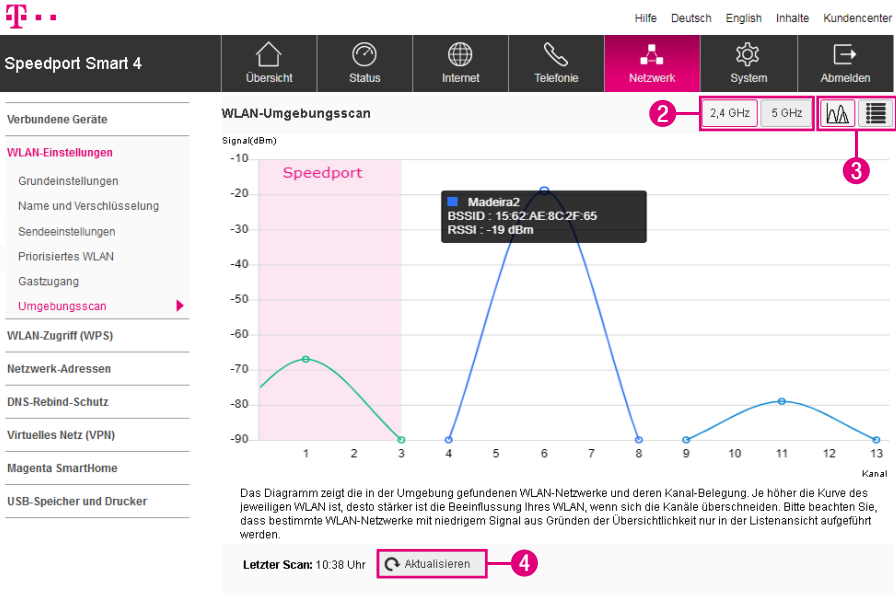 T
Hilfe Deutsch English Inhalte Kundencenter
Speedport Smart 4
Übersicht Status Internet Telefonie Netzwerk System Abmelden
Verbundene Geräte
WLAN-Einstellungen
Grundeinstellungen
Name und Verschlüsselung
Sendeeinstellungen
Priorisiertes WLAN
Gastzugang
Umgebungsscan
WLAN-Zugriff (WPS)
Netzwerk-Adressen
DNS-Rebind-Schutz
Virtuelles Netz (VPN)
Magenta SmartHome
USB-Speicher und Drucker
WLAN-Umgebungsscan
2 2,4 GHz 5 GHz
3
Signal(dBm)
-10
-20
-30
-40
-50
-60
-70
-80
-90
Speedport
Madeira2
BSSID : 15:62:AE:8C:2F:65
RSSI : -19 dBm
1 2 3 4 5 6 7 8 9 10 11 12 13
Kanal
Das Diagramm zeigt die in der Umgebung gefundenen WLAN-Netzwerke und deren Kanal-Belegung. Je höher die Kurve des
jeweiligen WLAN ist, desto stärker ist die Beeinflussung Ihres WLAN, wenn sich die Kanäle überschneiden. Bitte beachten Sie,
dass bestimmte WLAN-Netzwerke mit niedrigem Signal aus Gründen der Übersichtlichkeit nur in der Listenansicht aufgeführt
werden.
Letzter Scan: 10:38 Uhr Aktualisieren 4